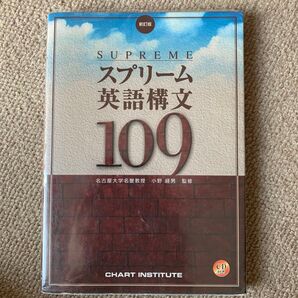 新訂版
SUPREME
スプリーム
英語構文
109
名古屋大学名誉教授 小野 経男 監修
CHART INSTITUTE
CD